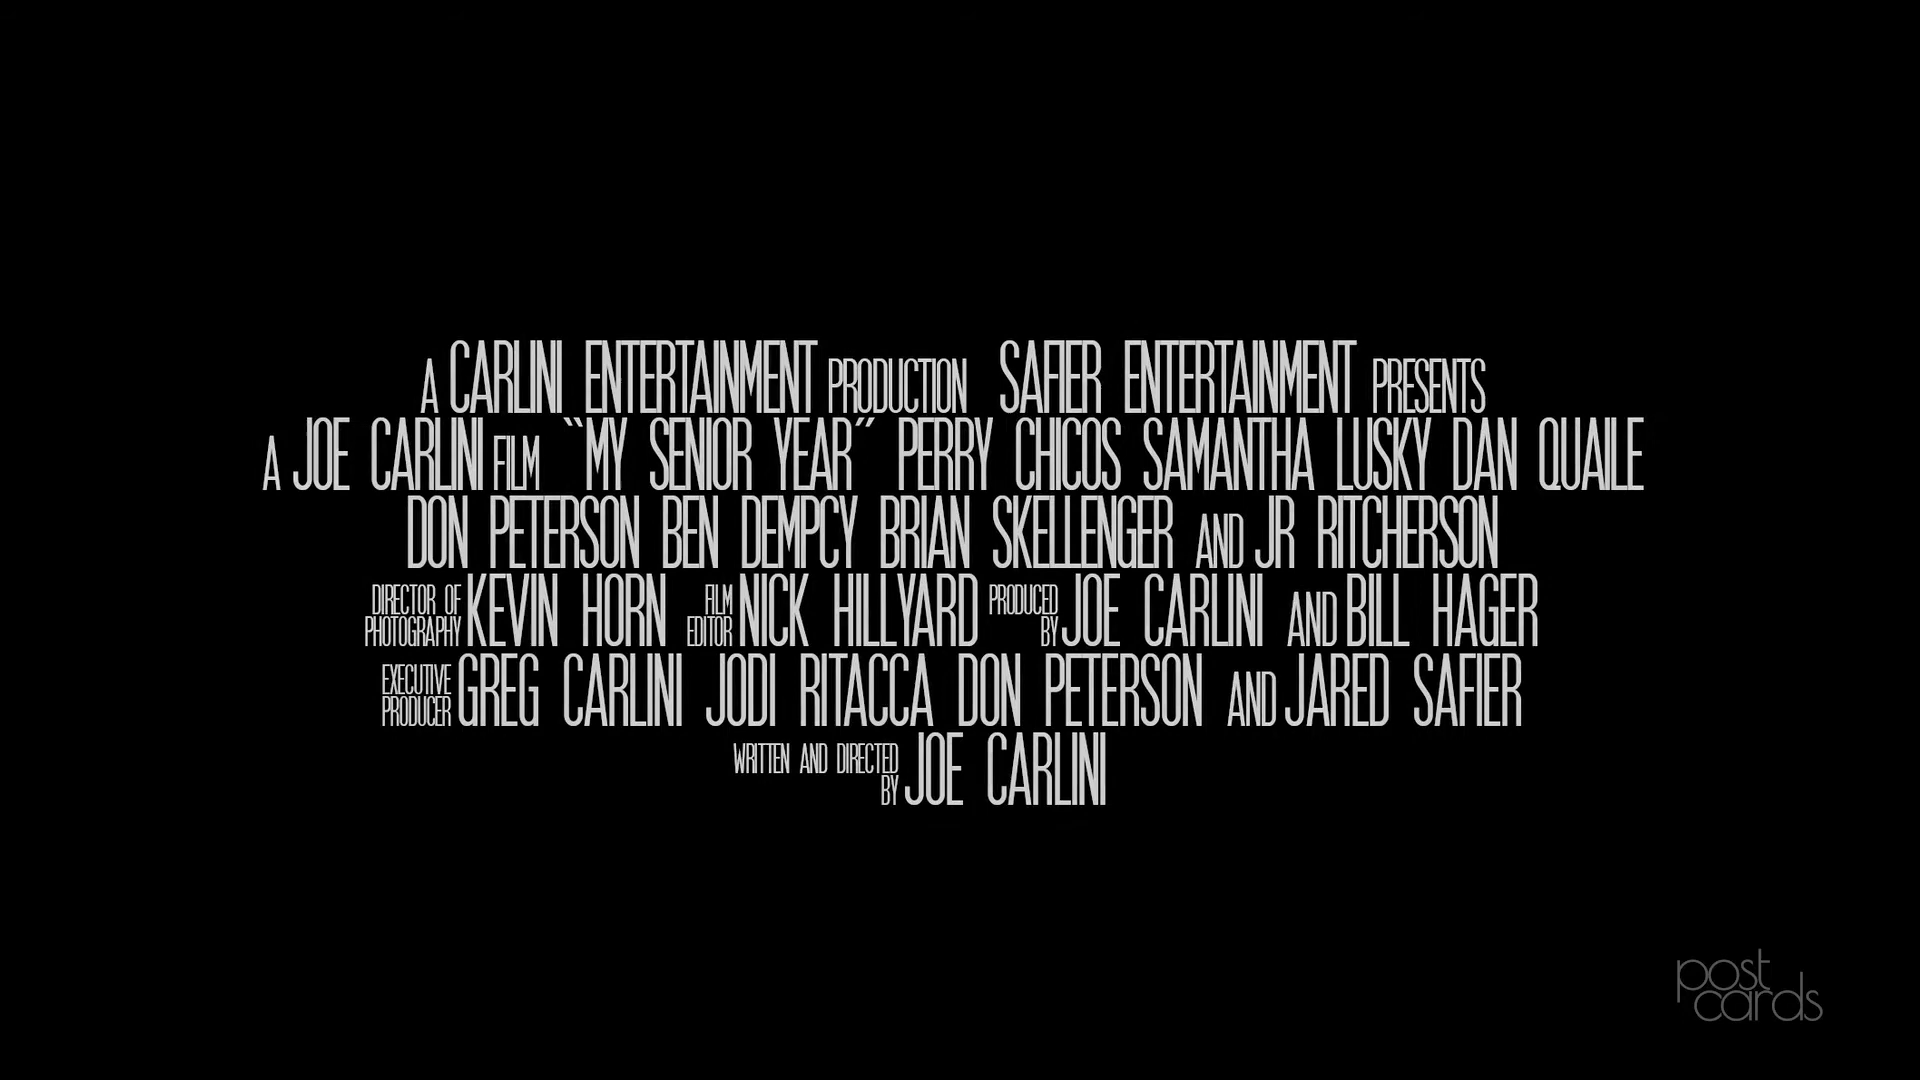 A CARLINI ENTERTAINMENT PRODUCTION SAFIER ENTERTAINMENT PRESENTS
A JOE CARLINI FILM “MY SENIOR YEAR” PERRY CHICOS SAMANTHA LUSKY DAN QUAILE
DON PETERSON BEN DEMPCY BRIAN SKELLENGER AND JR RITCHERSON
DIRECTOR OF PHOTOGRAPHY KEVIN HORN FILM EDITOR NICK HILLYARD PRODUCED BY JOE CARLINI AND BILL HAGER
EXECUTIVE PRODUCER GREG CARLINI JODI RITACCA DON PETERSON AND JARED SAFIER
WRITTEN AND DIRECTED BY JOE CARLINI
post
cards